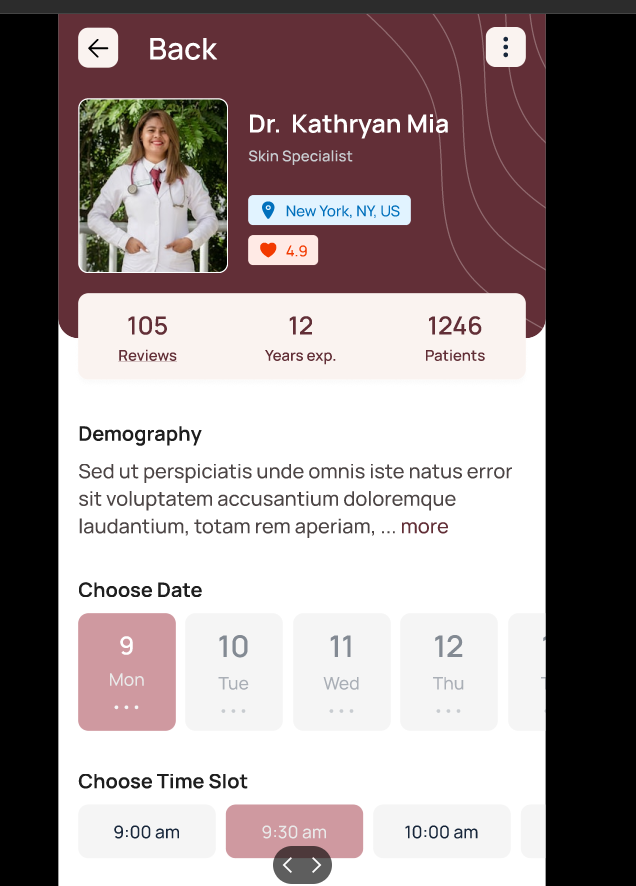 Back
Dr. Kathryan Mia
Skin Specialist
New York, NY, US
4.9
105
12
1246
Reviews
Years exp.
Patients
Demography
Sed ut perspiciatis unde omnis iste natus error
sit voluptatem accusantium doloremque
laudantium, totam rem aperiam, ... more
Choose Date
9
10
11
12
Mon
Tue
Wed
Thu
Choose Time Slot
9:00 am
9:30 am
10:00 am